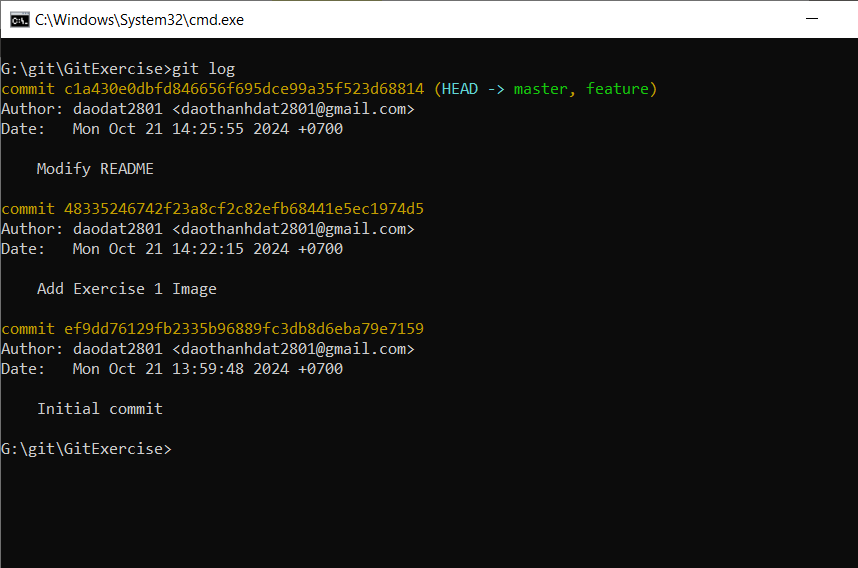 C:\Windows\System32\cmd.exe
G:\git\GitExercise>git log
commit c1a430e0dbfd846656f695dce99a35f523d68814 (HEAD -> master, feature)
Author: daodat2801 <daothanhdat2801@gmail.com>
Date:   Mon Oct 21 14:25:55 2024 +0700
    Modify README
commit 48335246742f23a8cf2c82efb68441e5ec1974d5
Author: daodat2801 <daothanhdat2801@gmail.com>
Date:   Mon Oct 21 14:22:15 2024 +0700
    Add Exercise 1 Image
commit ef9dd76129fb2335b96889fc3db8d6eba79e7159
Author: daodat2801 <daothanhdat2801@gmail.com>
Date:   Mon Oct 21 13:59:48 2024 +0700
    Initial commit
G:\git\GitExercise>